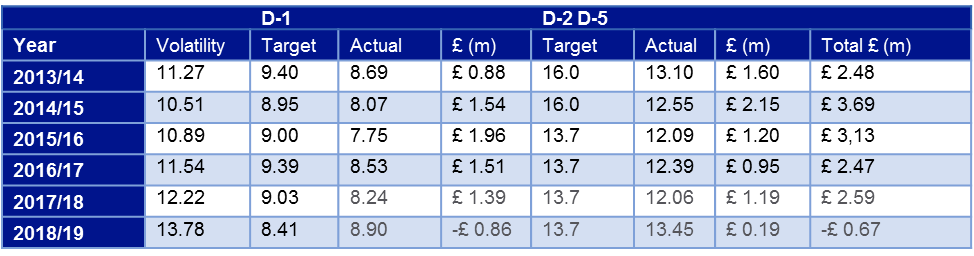 D-1 D-2 D-5
Year Volatility Target Actual £ (m) Target Actual £ (m) Total £ (m)
2013/14 11.27 9.40 8.69 £ 0.88 16.0 13.10 £ 1.60 £ 2.48
2014/15 10.51 8.95 8.07 £ 1.54 16.0 12.55 £ 2.15 £ 3.69
2015/16 10.89 9.00 7.75 £ 1.96 13.7 12.09 £ 1.20 £ 3,13
2016/17 11.54 9.39 8.53 £ 1.51 13.7 12.39 £ 0.95 £ 2.47
2017/18 12.22 9.03 8.24 £ 1.39 13.7 12.06 £ 1.19 £ 2.59
2018/19 13.78 8.41 8.90 -£ 0.86 13.7 13.45 £ 0.19 -£ 0.67